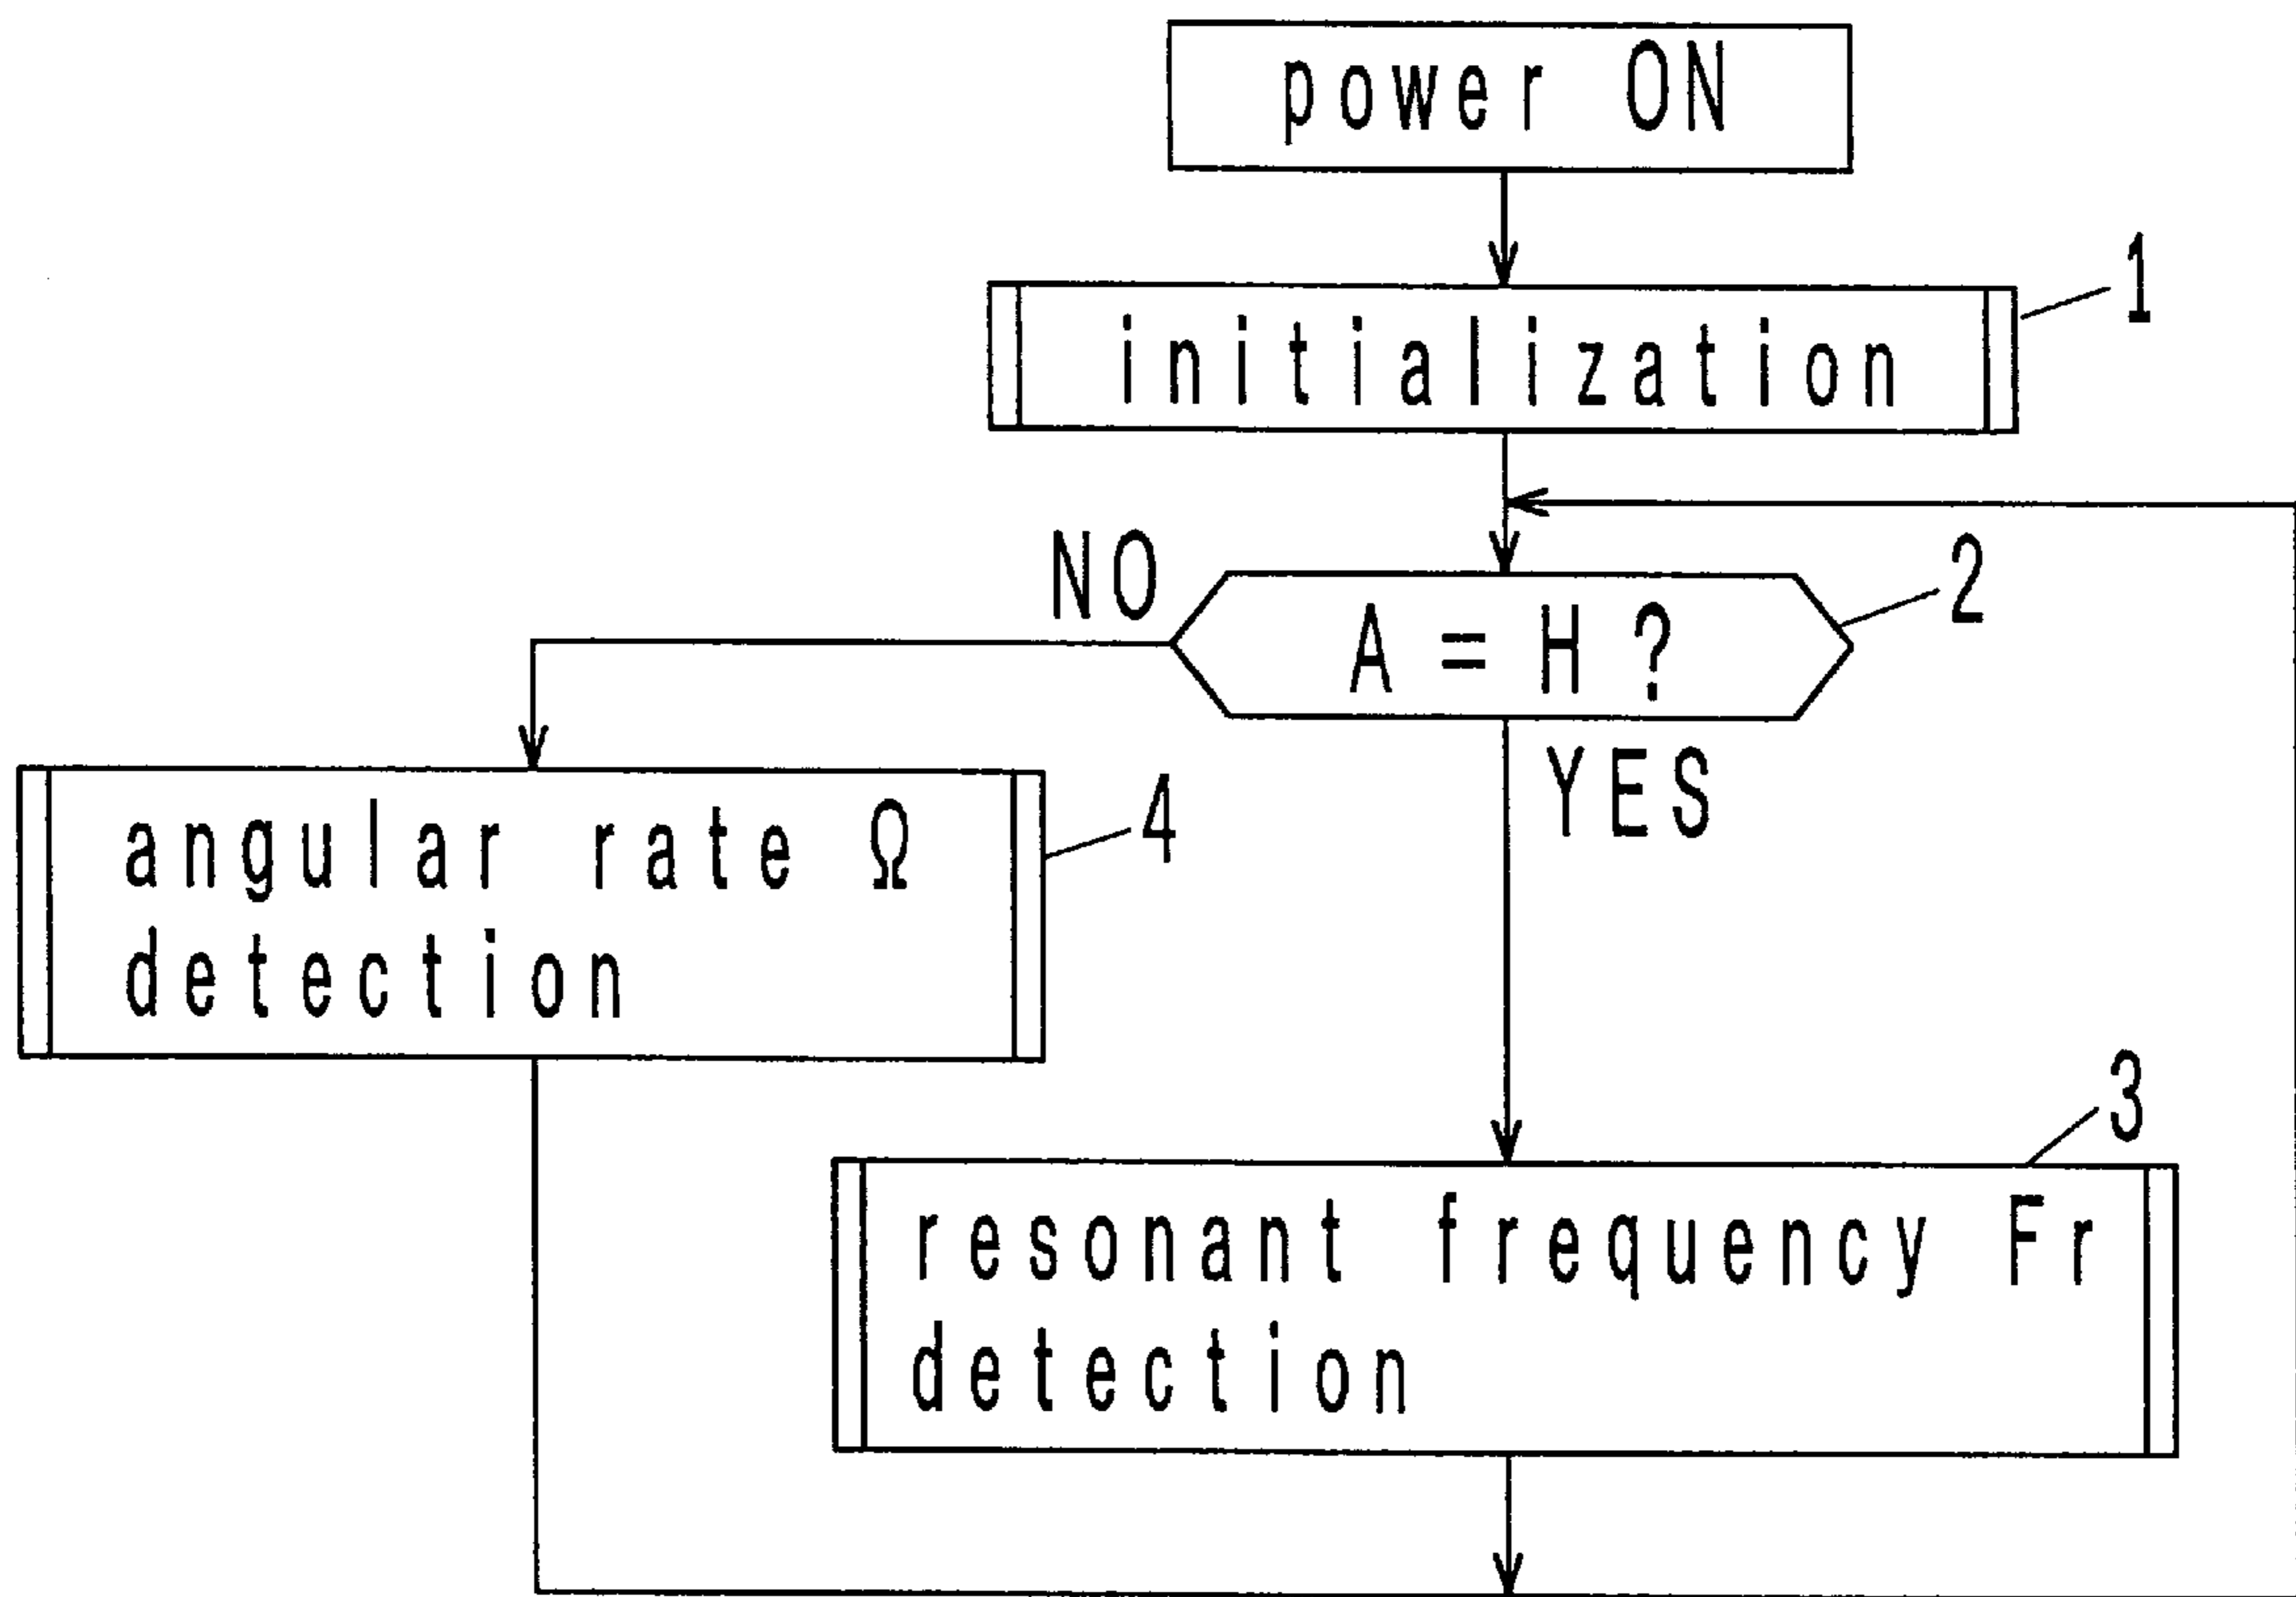 power ON
initialization
1
NO
A = H ?
2
YES
angular rate Ω
detection
4
3
resonant frequency Fr
detection